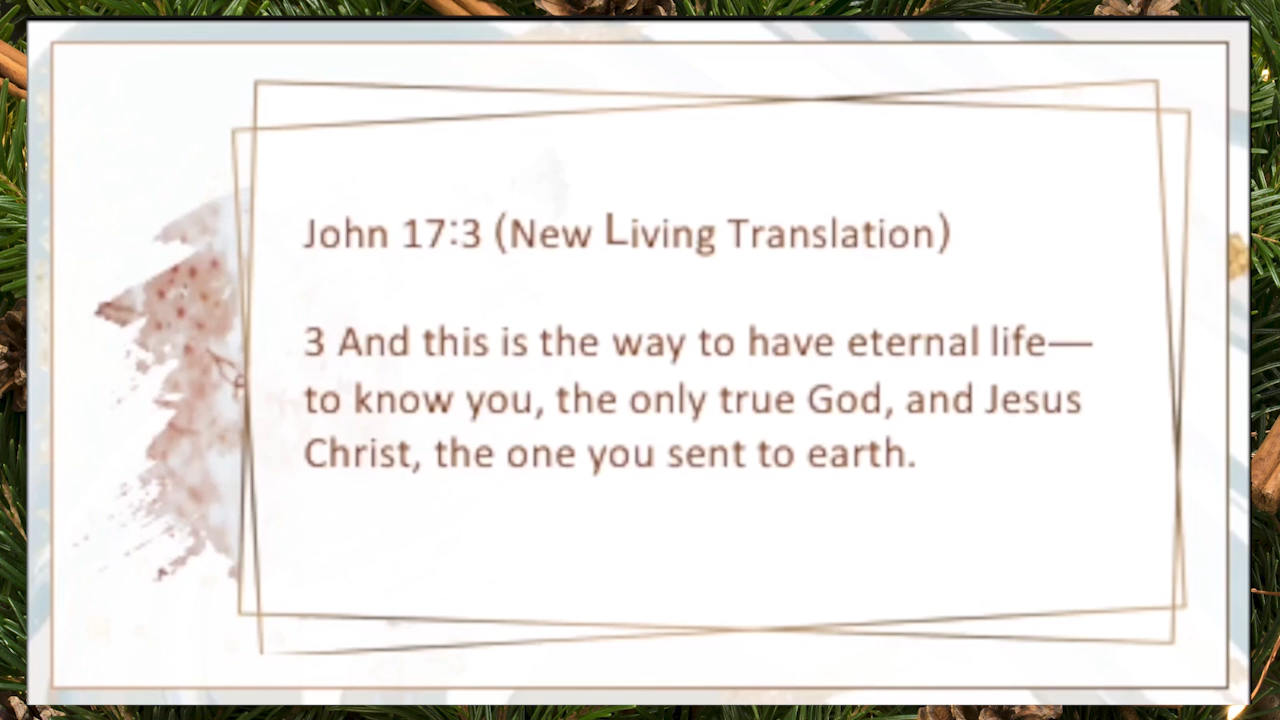 John 17:3 (New Living Translation)
3 And this is the way to have eternal life—
to know you, the only true God, and Jesus
Christ, the one you sent to earth.